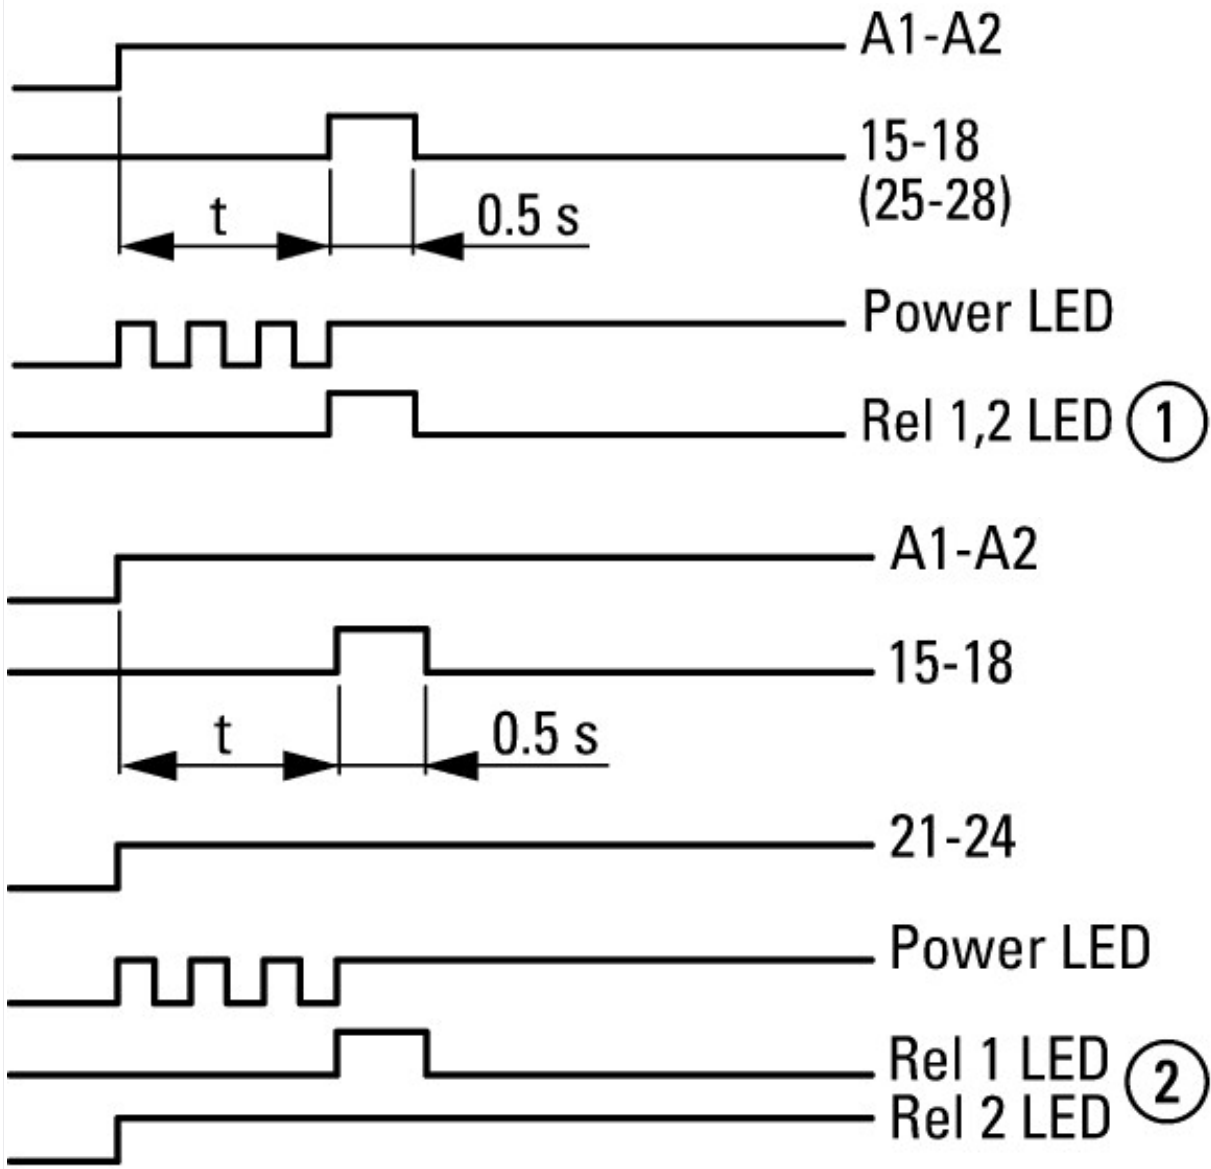 A1-A2
15-18
(25-28)
t
0.5 s
Power LED
Rel 1,2 LED 1
A1-A2
15-18
t
0.5 s
21-24
Power LED
Rel 1 LED
2
Rel 2 LED